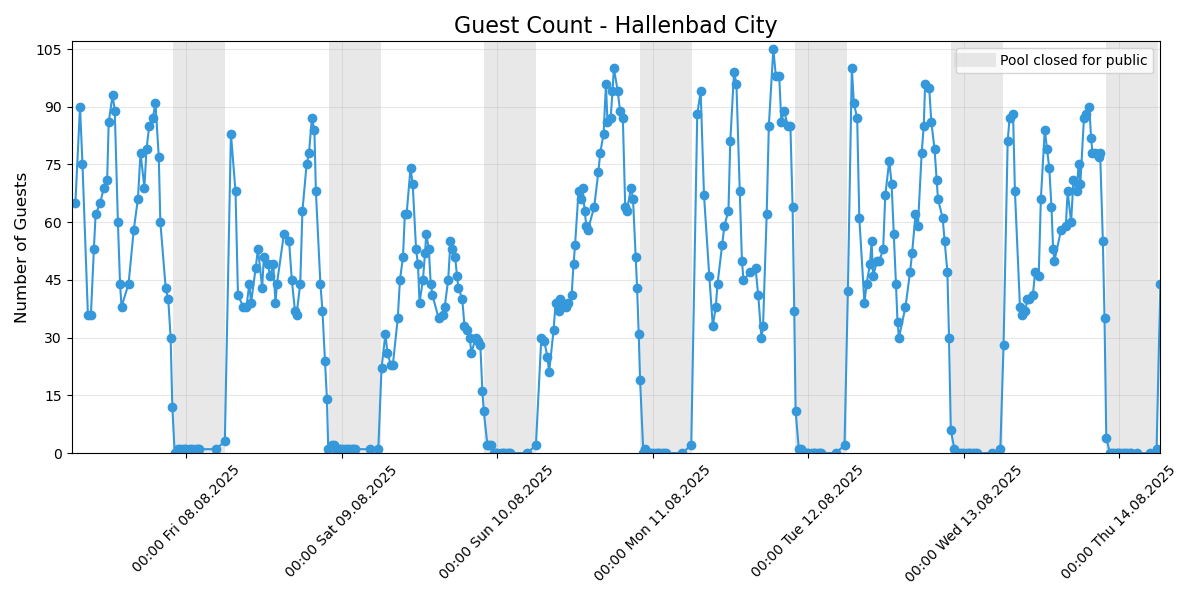 Guest Count - Hallenbad City
Pool closed for public
Number of Guests
105
90
75
60
45
30
15
0
00:00 Fri 08.08.2025
00:00 Sat 09.08.2025
00:00 Sun 10.08.2025
00:00 Mon 11.08.2025
00:00 Tue 12.08.2025
00:00 Wed 13.08.2025
00:00 Thu 14.08.2025